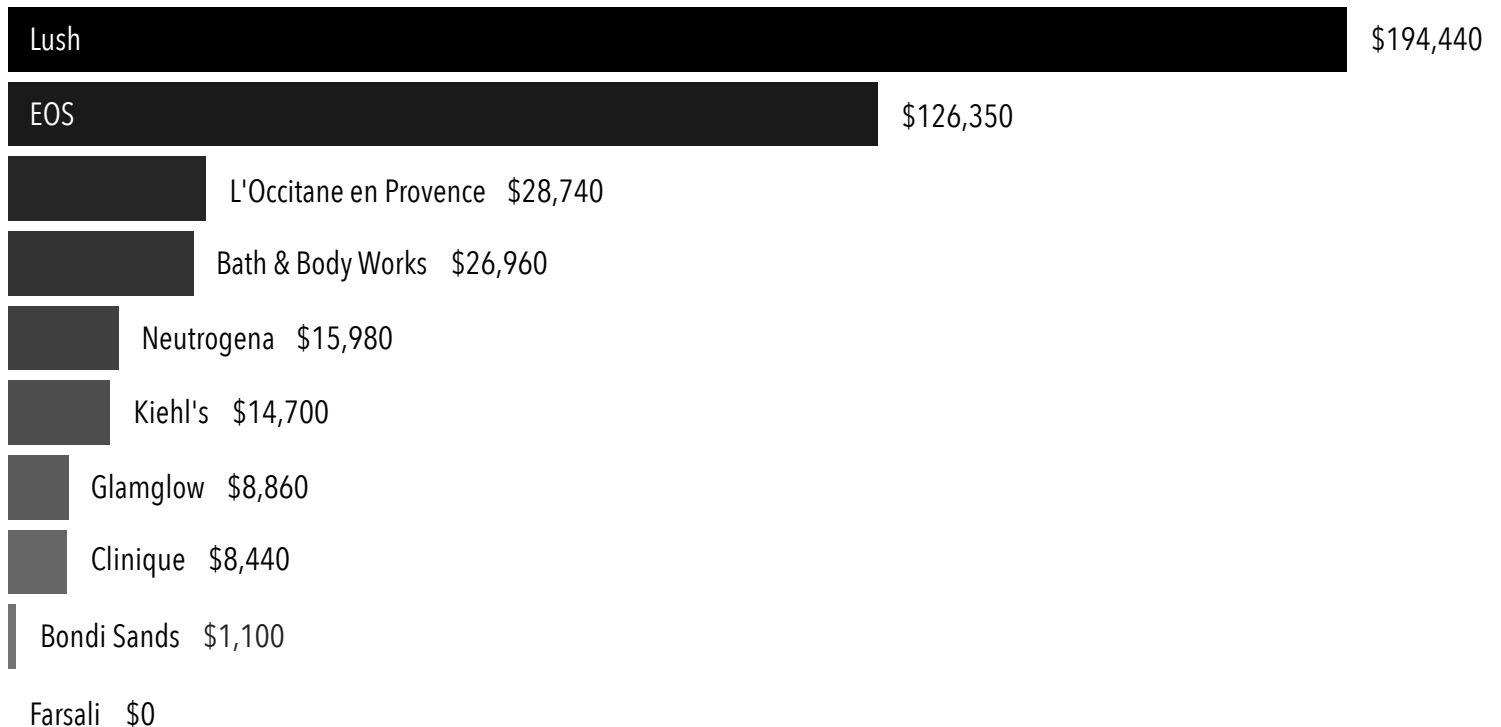 Lush $194,440
EOS $126,350
L'Occitane en Provence $28,740
Bath & Body Works $26,960
Neutrogena $15,980
Kiehl's $14,700
Glamglow $8,860
Clinique $8,440
Bondi Sands $1,100
Farsali $0